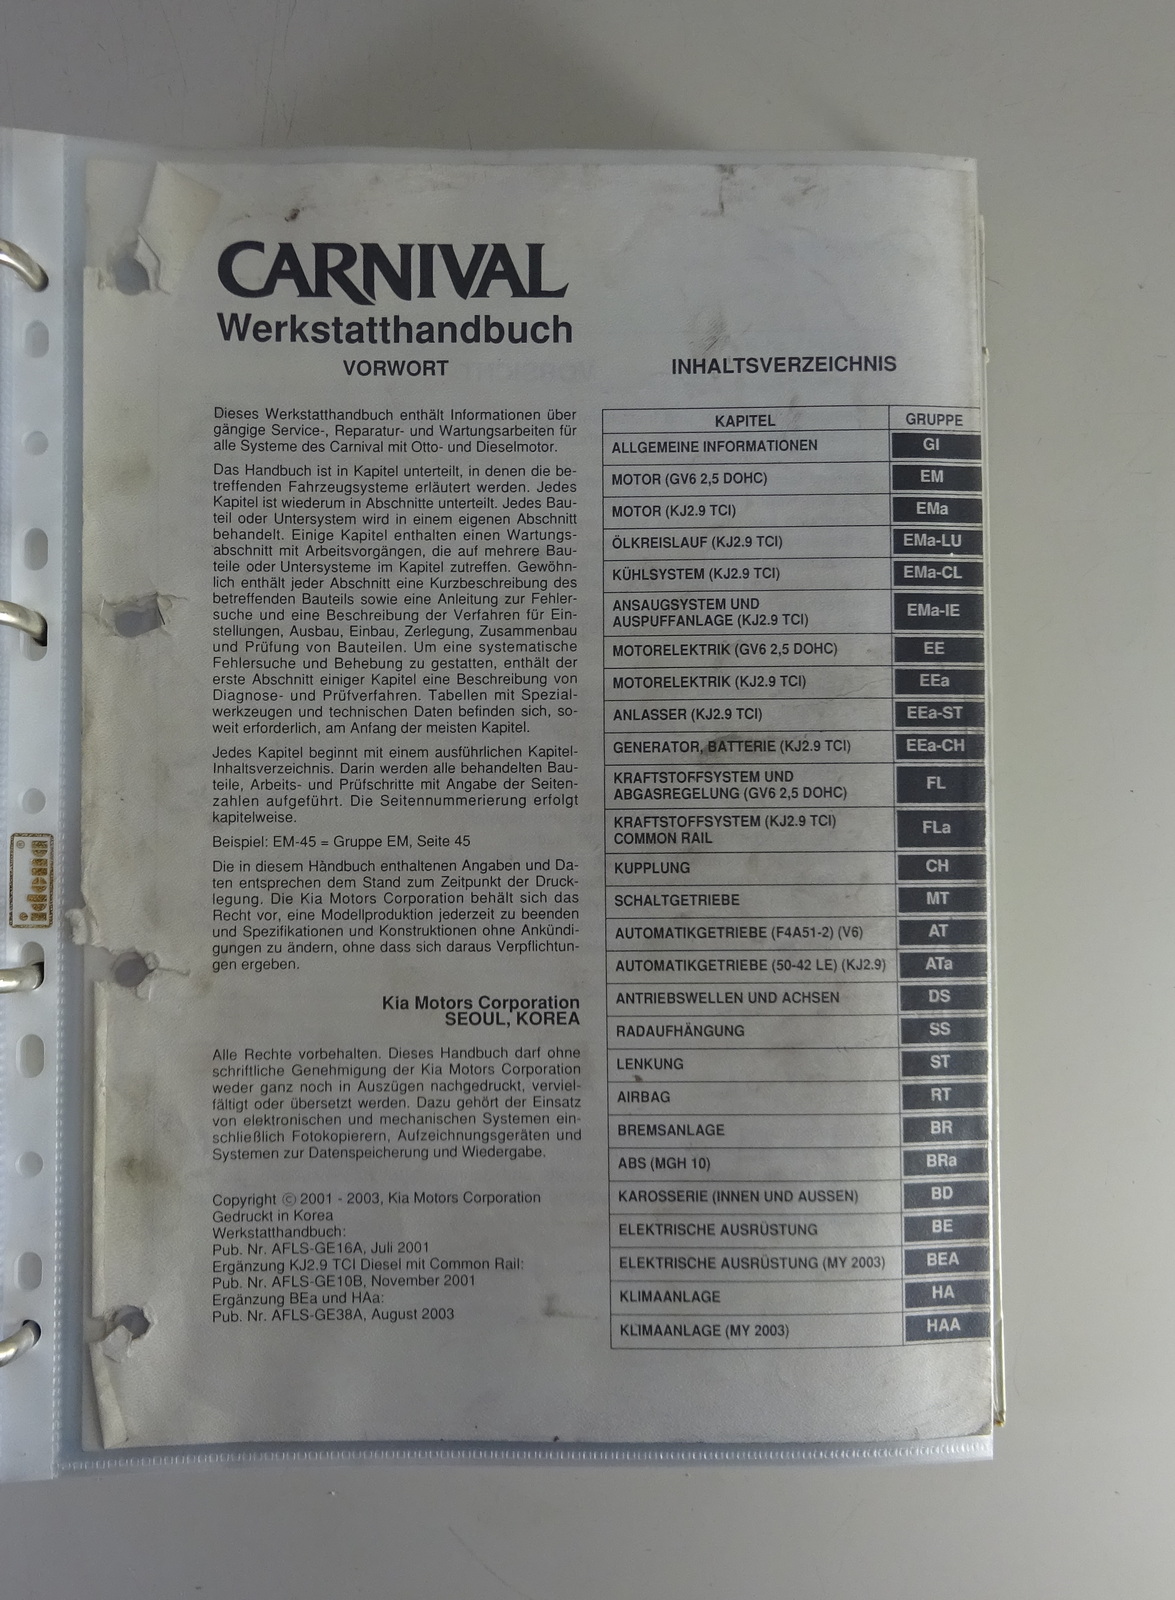 CARNIVAL
Werkstatthandbuch
VORWORT
Dieses Werkstatthandbuch enthält Informationen über
gängige Service-, Reparatur- und Wartungsarbeiten für
alle Systeme des Carnival mit Otto- und Dieselmotor.
Das Handbuch ist in Kapitel unterteilt, in denen die be-
treffenden Fahrzeugsysteme erläutert werden. Jedes
Kapitel ist wiederum in Abschnitte unterteilt. Jedes Bau-
teil oder Untersystem wird in einem eigenen Abschnitt
behandelt. Einige Kapitel enthalten einen Wartungs-
abschnitt mit Arbeitsvorgängen, die auf mehrere Bau-
teile oder Untersysteme im Kapitel zutreffen. Gewöhn-
lich enthält jeder Abschnitt eine Kurzbeschreibung des
betreffenden Bauteils sowie eine Anleitung zur Fehler-
suche und eine Beschreibung der Verfahren für Ein-
stellungen, Ausbau, Einbau, Zerlegung, Zusammenbau
und Prüfung von Bauteilen. Um eine systematische
Fehlersuche und Behebung zu gestatten, enthält der
erste Abschnitt einiger Kapitel eine Beschreibung von
Diagnose- und Prüfverfahren. Tabellen mit Spezial-
werkzeugen und technischen Daten befinden sich, so-
weit erforderlich, am Anfang der meisten Kapitel.
Jedes Kapitel beginnt mit einem ausführlichen Kapitel-
Inhaltsverzeichnis. Darin werden alle behandelten Bau-
teile, Arbeits- und Prüfschritte mit Angabe der Seiten-
zahlen aufgeführt. Die Seitennummerierung erfolgt
kapitelweise.
Beispiel: EM-45 = Gruppe EM, Seite 45
Die in diesem Handbuch enthaltenen Angaben und Da-
ten entsprechen dem Stand zum Zeitpunkt der Druck-
legung. Die Kia Motors Corporation behält sich das
Recht vor, eine Modellproduktion jederzeit zu beenden
und Spezifikationen und Konstruktionen ohne Ankündi-
gungen zu ändern, ohne dass sich daraus Verpflichtun-
gen ergeben.
Kia Motors Corporation
SEOUL, KOREA
Alle Rechte vorbehalten. Dieses Handbuch darf ohne
schriftliche Genehmigung der Kia Motors Corporation
weder ganz noch in Auszügen nachgedruckt, verviel-
fältigt oder übersetzt werden. Dazu gehört der Einsatz
von elektronischen und mechanischen Systemen ein-
schließlich Fotokopierern, Aufzeichnungsgeräten und
Systemen zur Datenspeicherung und Wiedergabe.
Copyright © 2001 - 2003, Kia Motors Corporation
Gedruckt in Korea
Werkstatthandbuch:
Pub. Nr. AFLS-GE16A, Juli 2001
Ergänzung KJ2.9 TCI Diesel mit Common Rail:
Pub. Nr. AFLS-GE10B, November 2001
Ergänzung BEa und HAa:
Pub. Nr. AFLS-GE38A, August 2003
INHALTSVERZEICHNIS
KAPITEL GRUPPE
ALLGEMEINE INFORMATIONEN GI
MOTOR (GV6 2,5 DOHC) EM
MOTOR (KJ2.9 TCI) EMa
ÖLKREISLAUF (KJ2.9 TCI) EMa-LU
KÜHLSYSTEM (KJ2.9 TCI) EMa-CL
ANSAUGSYSTEM UND
AUSPUFFANLAGE (KJ2.9 TCI) EMa-IE
MOTORELEKTRIK (GV6 2,5 DOHC) EE
MOTORELEKTRIK (KJ2.9 TCI) EEa
ANLASSER (KJ2.9 TCI) EEa-ST
GENERATOR, BATTERIE (KJ2.9 TCI) EEa-CH
KRAFTSTOFFSYSTEM UND
ABGASREGELUNG (GV6 2,5 DOHC) FL
KRAFTSTOFFSYSTEM (KJ2.9 TCI)
COMMON RAIL FLa
KUPPLUNG CH
SCHALTGETRIEBE MT
AUTOMATIKGETRIEBE (F4A51-2) (V6) AT
AUTOMATIKGETRIEBE (50-42 LE) (KJ2.9) ATa
ANTRIEBSWELLEN UND ACHSEN DS
RADAUFHÄNGUNG SS
LENKUNG ST
AIRBAG RT
BREMSANLAGE BR
ABS (MGH 10) BRa
KAROSSERIE (INNEN UND AUSSEN) BD
ELEKTRISCHE AUSRÜSTUNG BE
ELEKTRISCHE AUSRÜSTUNG (MY 2003) BEA
KLIMAANLAGE HA
KLIMAANLAGE (MY 2003) HAA
idena